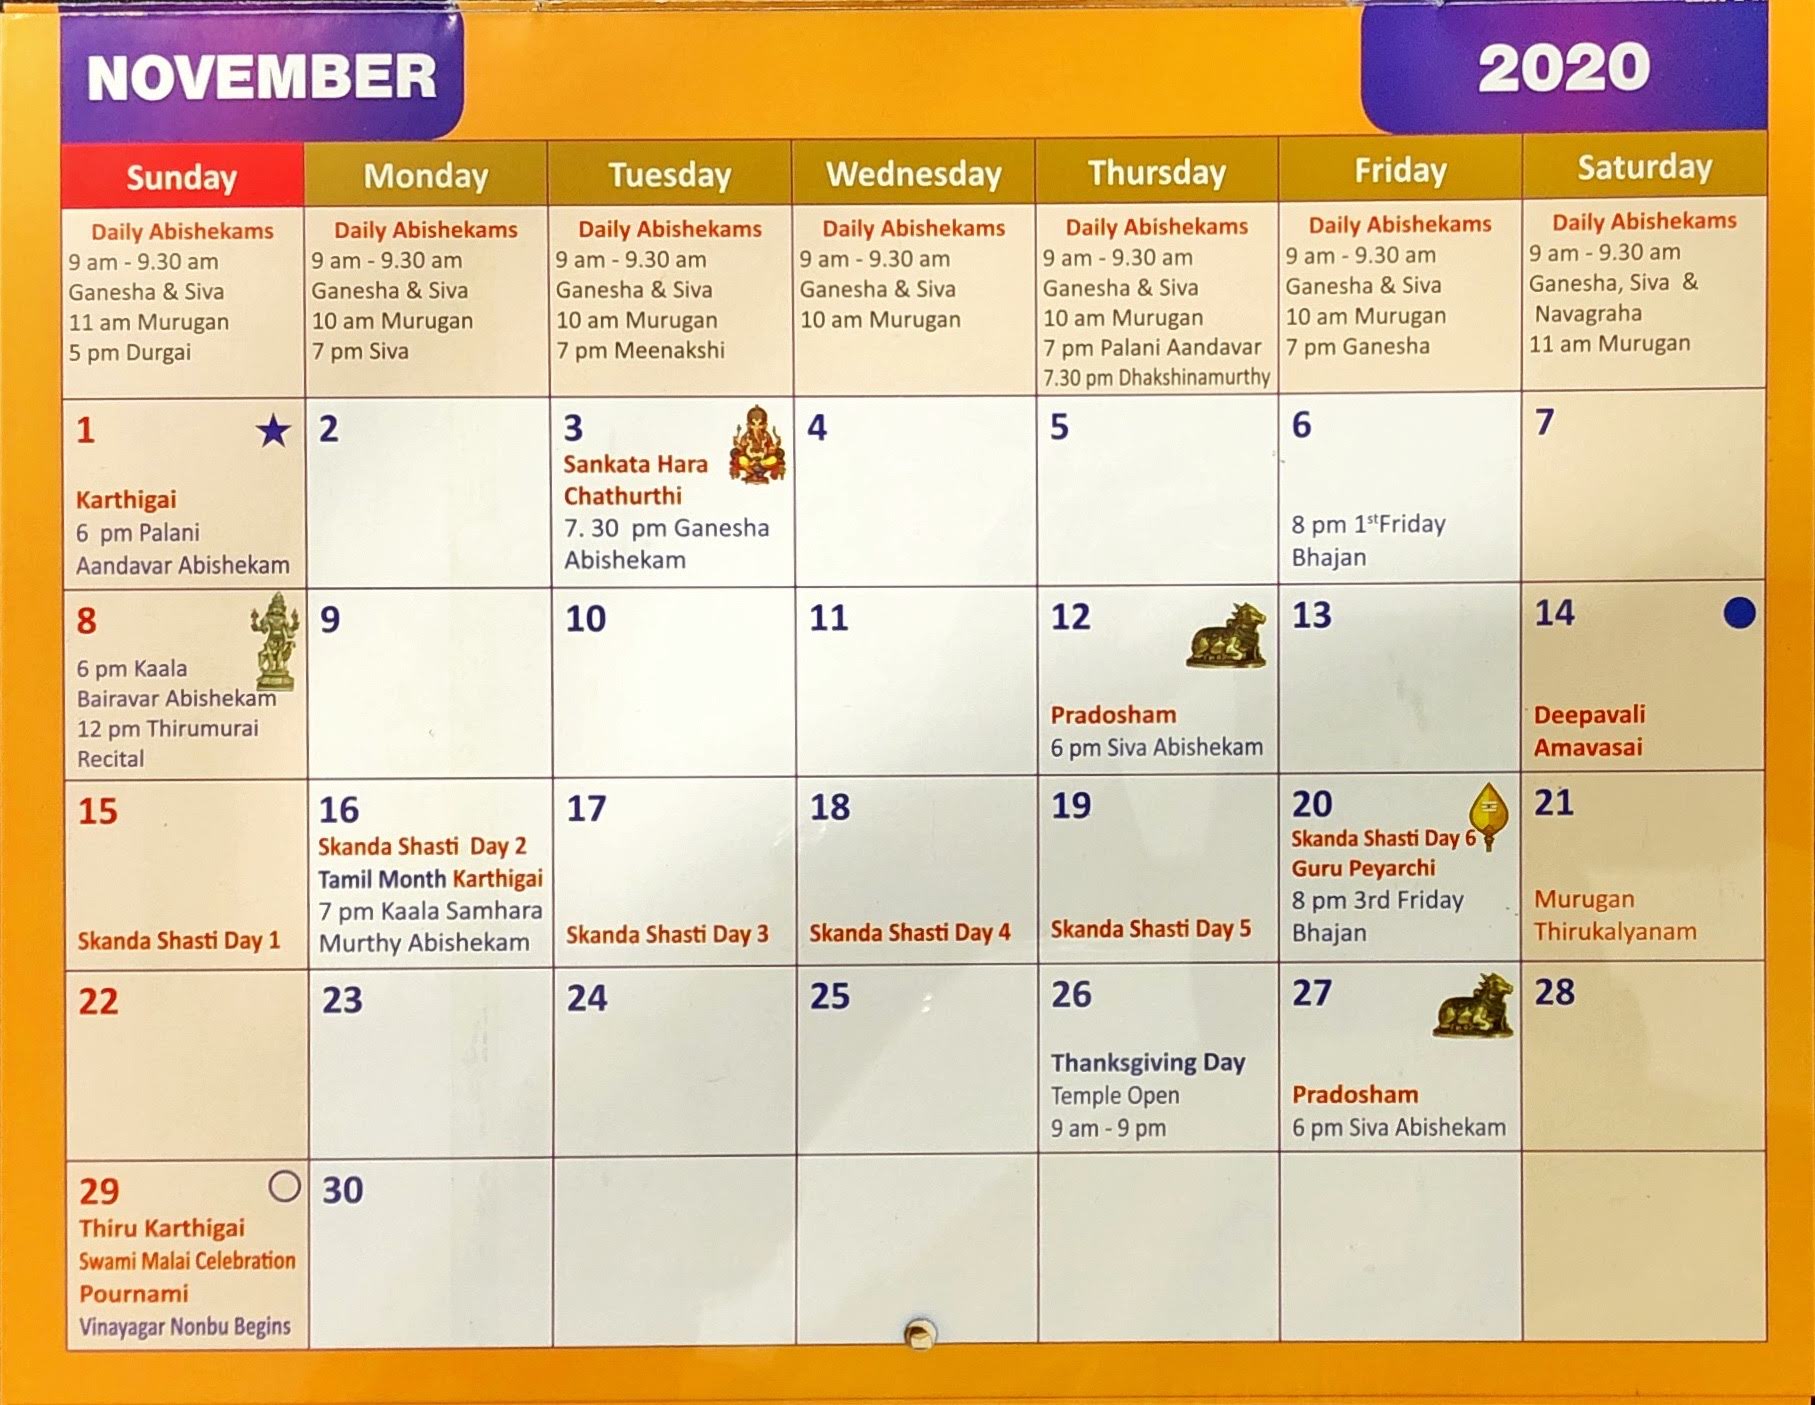 NOVEMBER
2020
Sunday
Monday
Tuesday
Wednesday
Thursday
Friday
Saturday
Daily Abishekams
9 am - 9.30 am
Ganesha & Siva
11 am Murugan
5 pm Durgai
Daily Abishekams
9 am - 9.30 am
Ganesha & Siva
10 am Murugan
7 pm Siva
Daily Abishekams
9 am - 9.30 am
Ganesha & Siva
10 am Murugan
7 pm Meenakshi
Daily Abishekams
9 am - 9.30 am
Ganesha & Siva
10 am Murugan
Daily Abishekams
9 am - 9.30 am
Ganesha & Siva
10 am Murugan
7 pm Palani Aandavar
7.30 pm Dhakshinamurthy
Daily Abishekams
9 am - 9.30 am
Ganesha & Siva
10 am Murugan
7 pm Ganesha
Daily Abishekams
9 am - 9.30 am
Ganesha, Siva &
Navagraha
11 am Murugan
1
Karthigai
6 pm Palani
Aandavar Abishekam
2
3
Sankata Hara
Chathurthi
7. 30 pm Ganesha
Abishekam
4
5
6
8 pm 1st Friday
Bhajan
7
8
6 pm Kaala
Bairavar Abishekam
12 pm Thirumurai
Recital
9
10
11
12
Pradosham
6 pm Siva Abishekam
13
14
Deepavali
Amavasai
15
Skanda Shasti Day 1
16
Skanda Shasti Day 2
Tamil Month Karthigai
7 pm Kaala Samhara
Murthy Abishekam
17
Skanda Shasti Day 3
18
Skanda Shasti Day 4
19
Skanda Shasti Day 5
20
Skanda Shasti Day 6
Guru Peyarchi
8 pm 3rd Friday
Bhajan
21
Murugan
Thirukalyanam
22
23
24
25
26
Thanksgiving Day
Temple Open
9 am - 9 pm
27
Pradosham
6 pm Siva Abishekam
28
29
Thiru Karthigai
Swami Malai Celebration
Pournami
Vinayagar Nonbu Begins
30